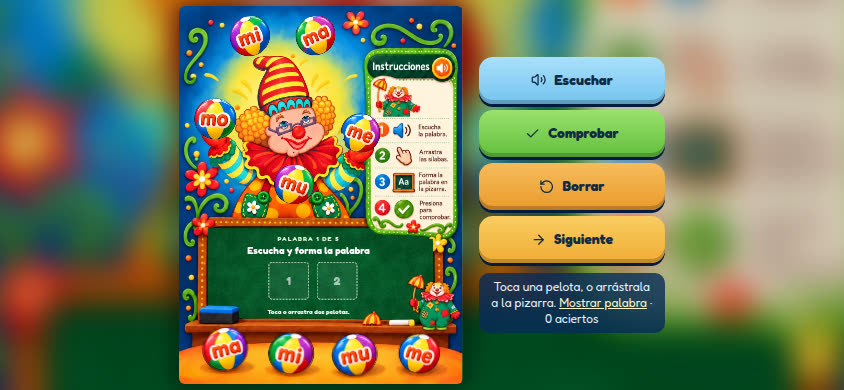 mi
ma
mo
me
mu
Instrucciones
1
Escucha
la palabra.
2
Arrastra
las sílabas.
3
Aa
Forma la
palabra en
la pizarra.
4
Presiona
para
comprobar.
PALABRA 1 DE 5
Escucha y forma la palabra
1
2
Toca o arrastra dos pelotas.
ma
mi
mu
me
Escuchar
Comprobar
Borrar
Siguiente
Toca una pelota, o arrástrala
a la pizarra. Mostrar palabra ·
0 aciertos